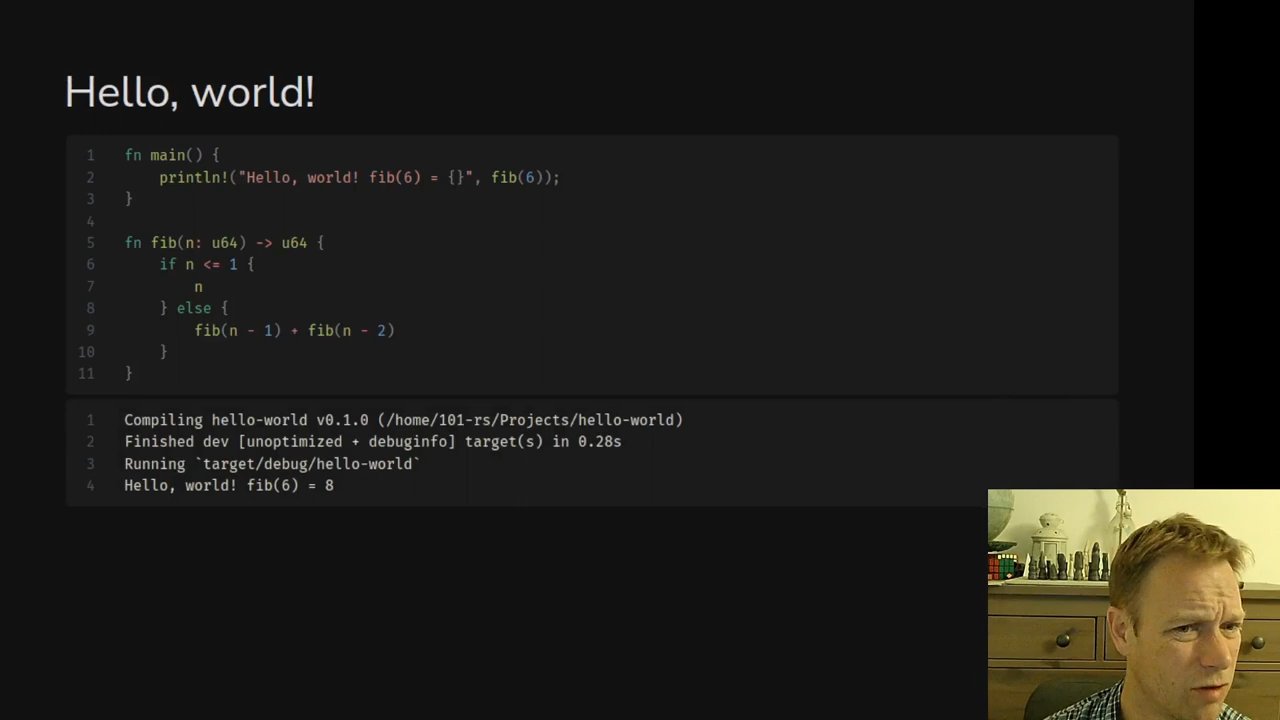 Hello, world!
1 fn main() {
2 println!("Hello, world! fib(6) = {}", fib(6));
3 }
4
5 fn fib(n: u64) -> u64 {
6 if n <= 1 {
7 n
8 } else {
9 fib(n - 1) + fib(n - 2)
10 }
11 }
1 Compiling hello-world v0.1.0 (/home/101-rs/Projects/hello-world)
2 Finished dev [unoptimized + debuginfo] target(s) in 0.28s
3 Running `target/debug/hello-world`
4 Hello, world! fib(6) = 8